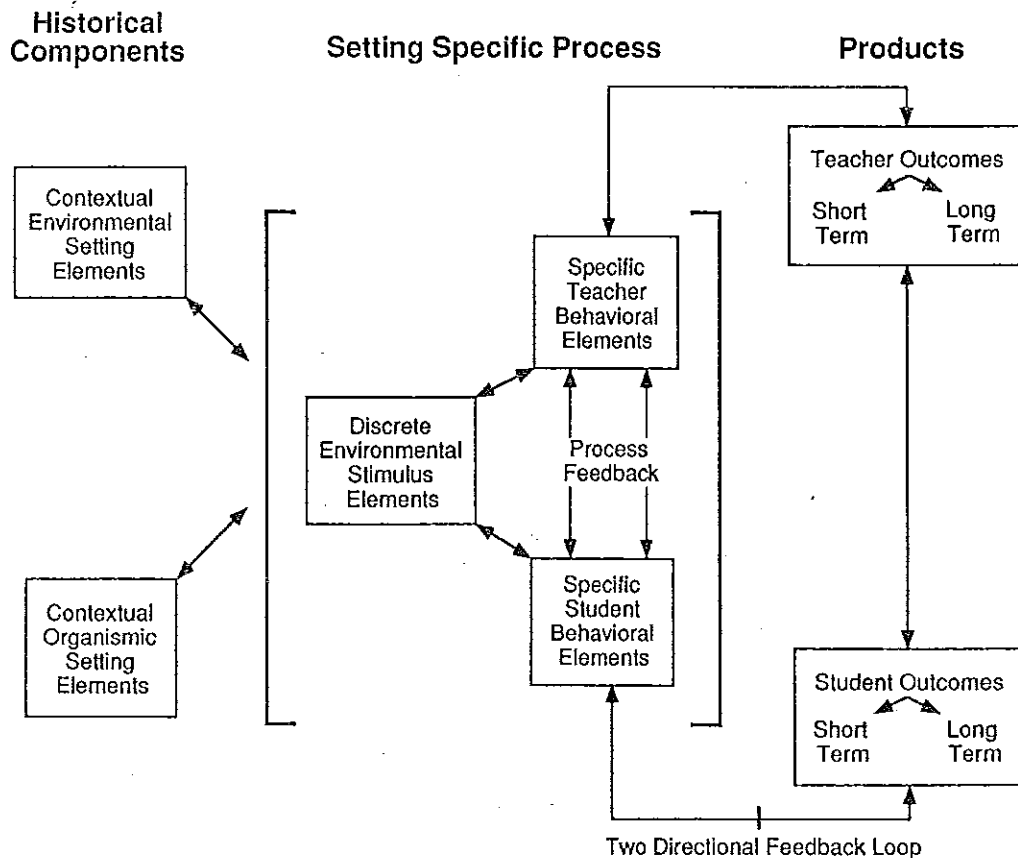 Historical
Components
Setting Specific Process
Products
Contextual
Environmental
Setting
Elements
Contextual
Organismic
Setting
Elements
Discrete
Environmental
Stimulus
Elements
Specific
Teacher
Behavioral
Elements
Process
Feedback
Specific
Student
Behavioral
Elements
Teacher Outcomes
Short
Term
Long
Term
Student Outcomes
Short
Term
Long
Term
Two Directional Feedback Loop